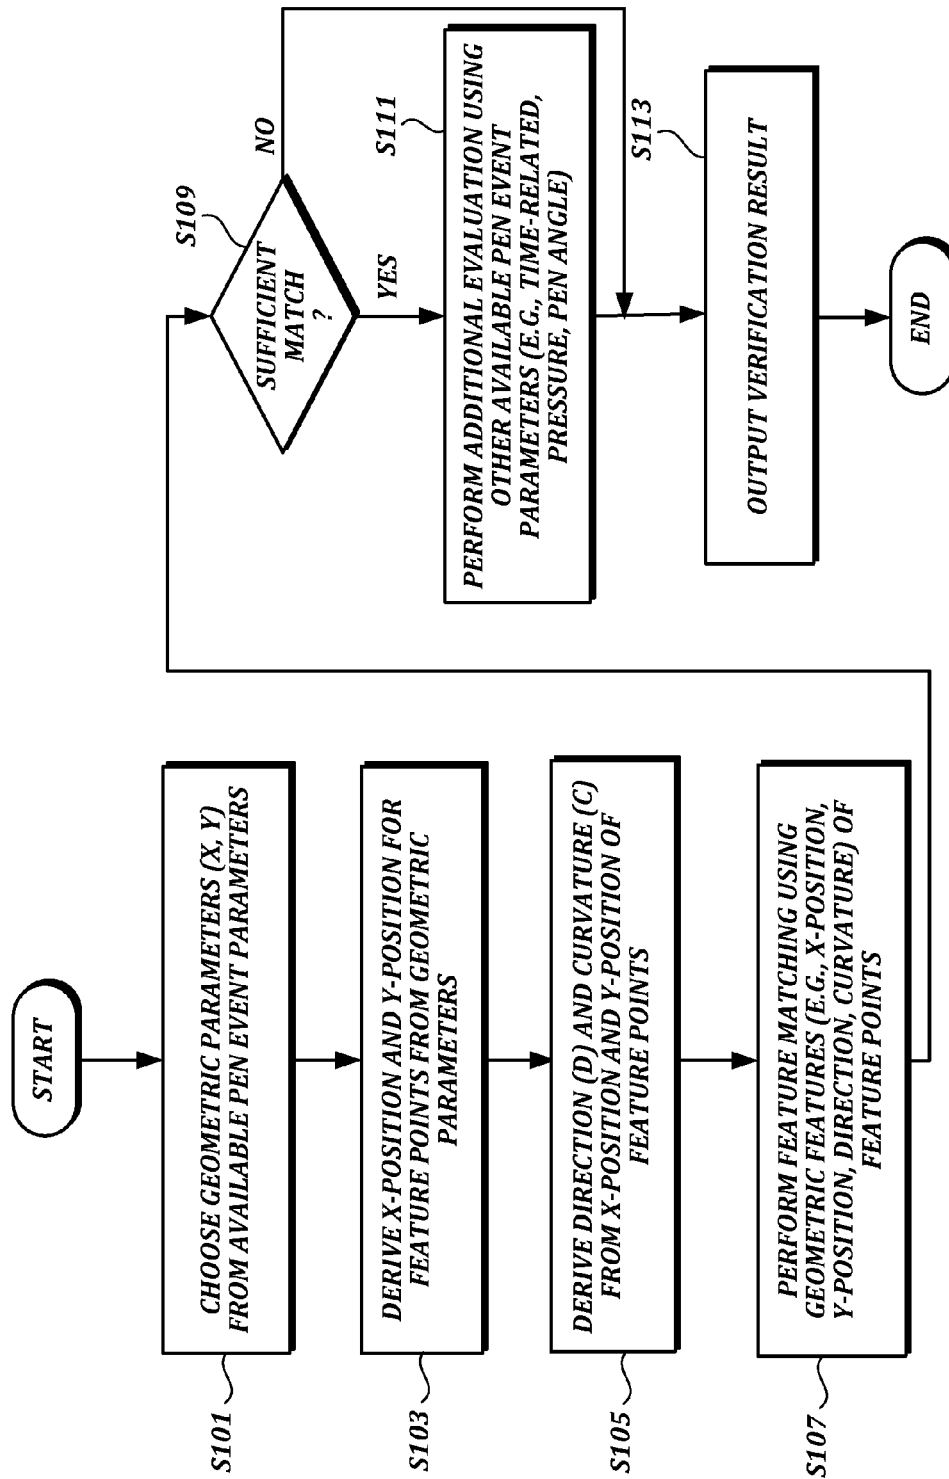 START
CHOOSE GEOMETRIC PARAMETERS (X, Y)
FROM AVAILABLE PEN EVENT PARAMETERS
S101
DERIVE X-POSITION AND Y-POSITION FOR
FEATURE POINTS FROM GEOMETRIC
PARAMETERS
S103
DERIVE DIRECTION (D) AND CURVATURE (C)
FROM X-POSITION AND Y-POSITION OF
FEATURE POINTS
S105
PERFORM FEATURE MATCHING USING
GEOMETRIC FEATURES (E.G., X-POSITION,
Y-POSITION, DIRECTION, CURVATURE) OF
FEATURE POINTS
S107
SUFFICIENT
MATCH
?
S109
NO
YES
PERFORM ADDITIONAL EVALUATION USING
OTHER AVAILABLE PEN EVENT
PARAMETERS (E.G., TIME-RELATED,
PRESSURE, PEN ANGLE)
S111
OUTPUT VERIFICATION RESULT
S113
END